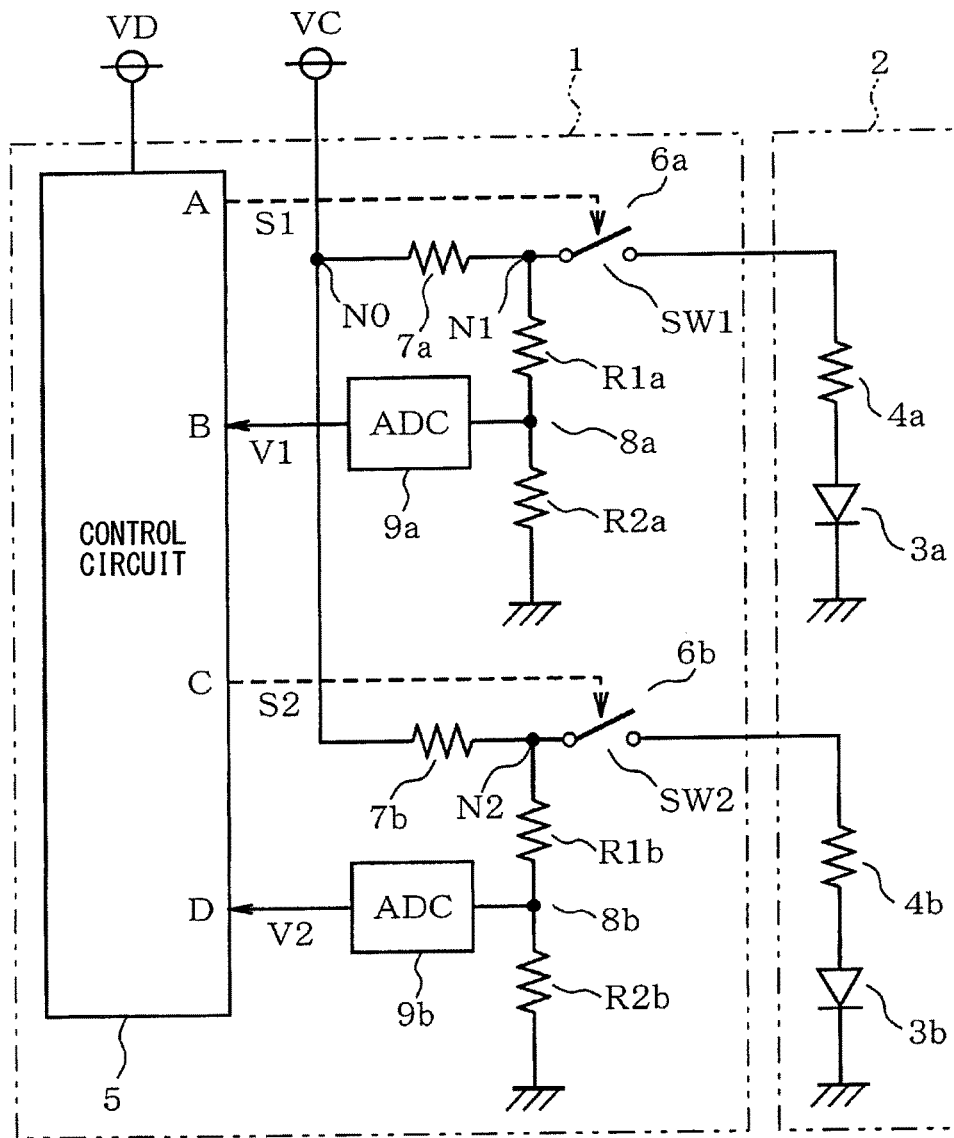 VD
VC
1
2
A
S1
6a
N0
7a
N1
SW1
R1a
4a
B
V1
ADC
8a
9a
R2a
3a
CONTROL
CIRCUIT
C
S2
6b
7b
N2
SW2
R1b
4b
D
V2
ADC
8b
9b
R2b
3b
5